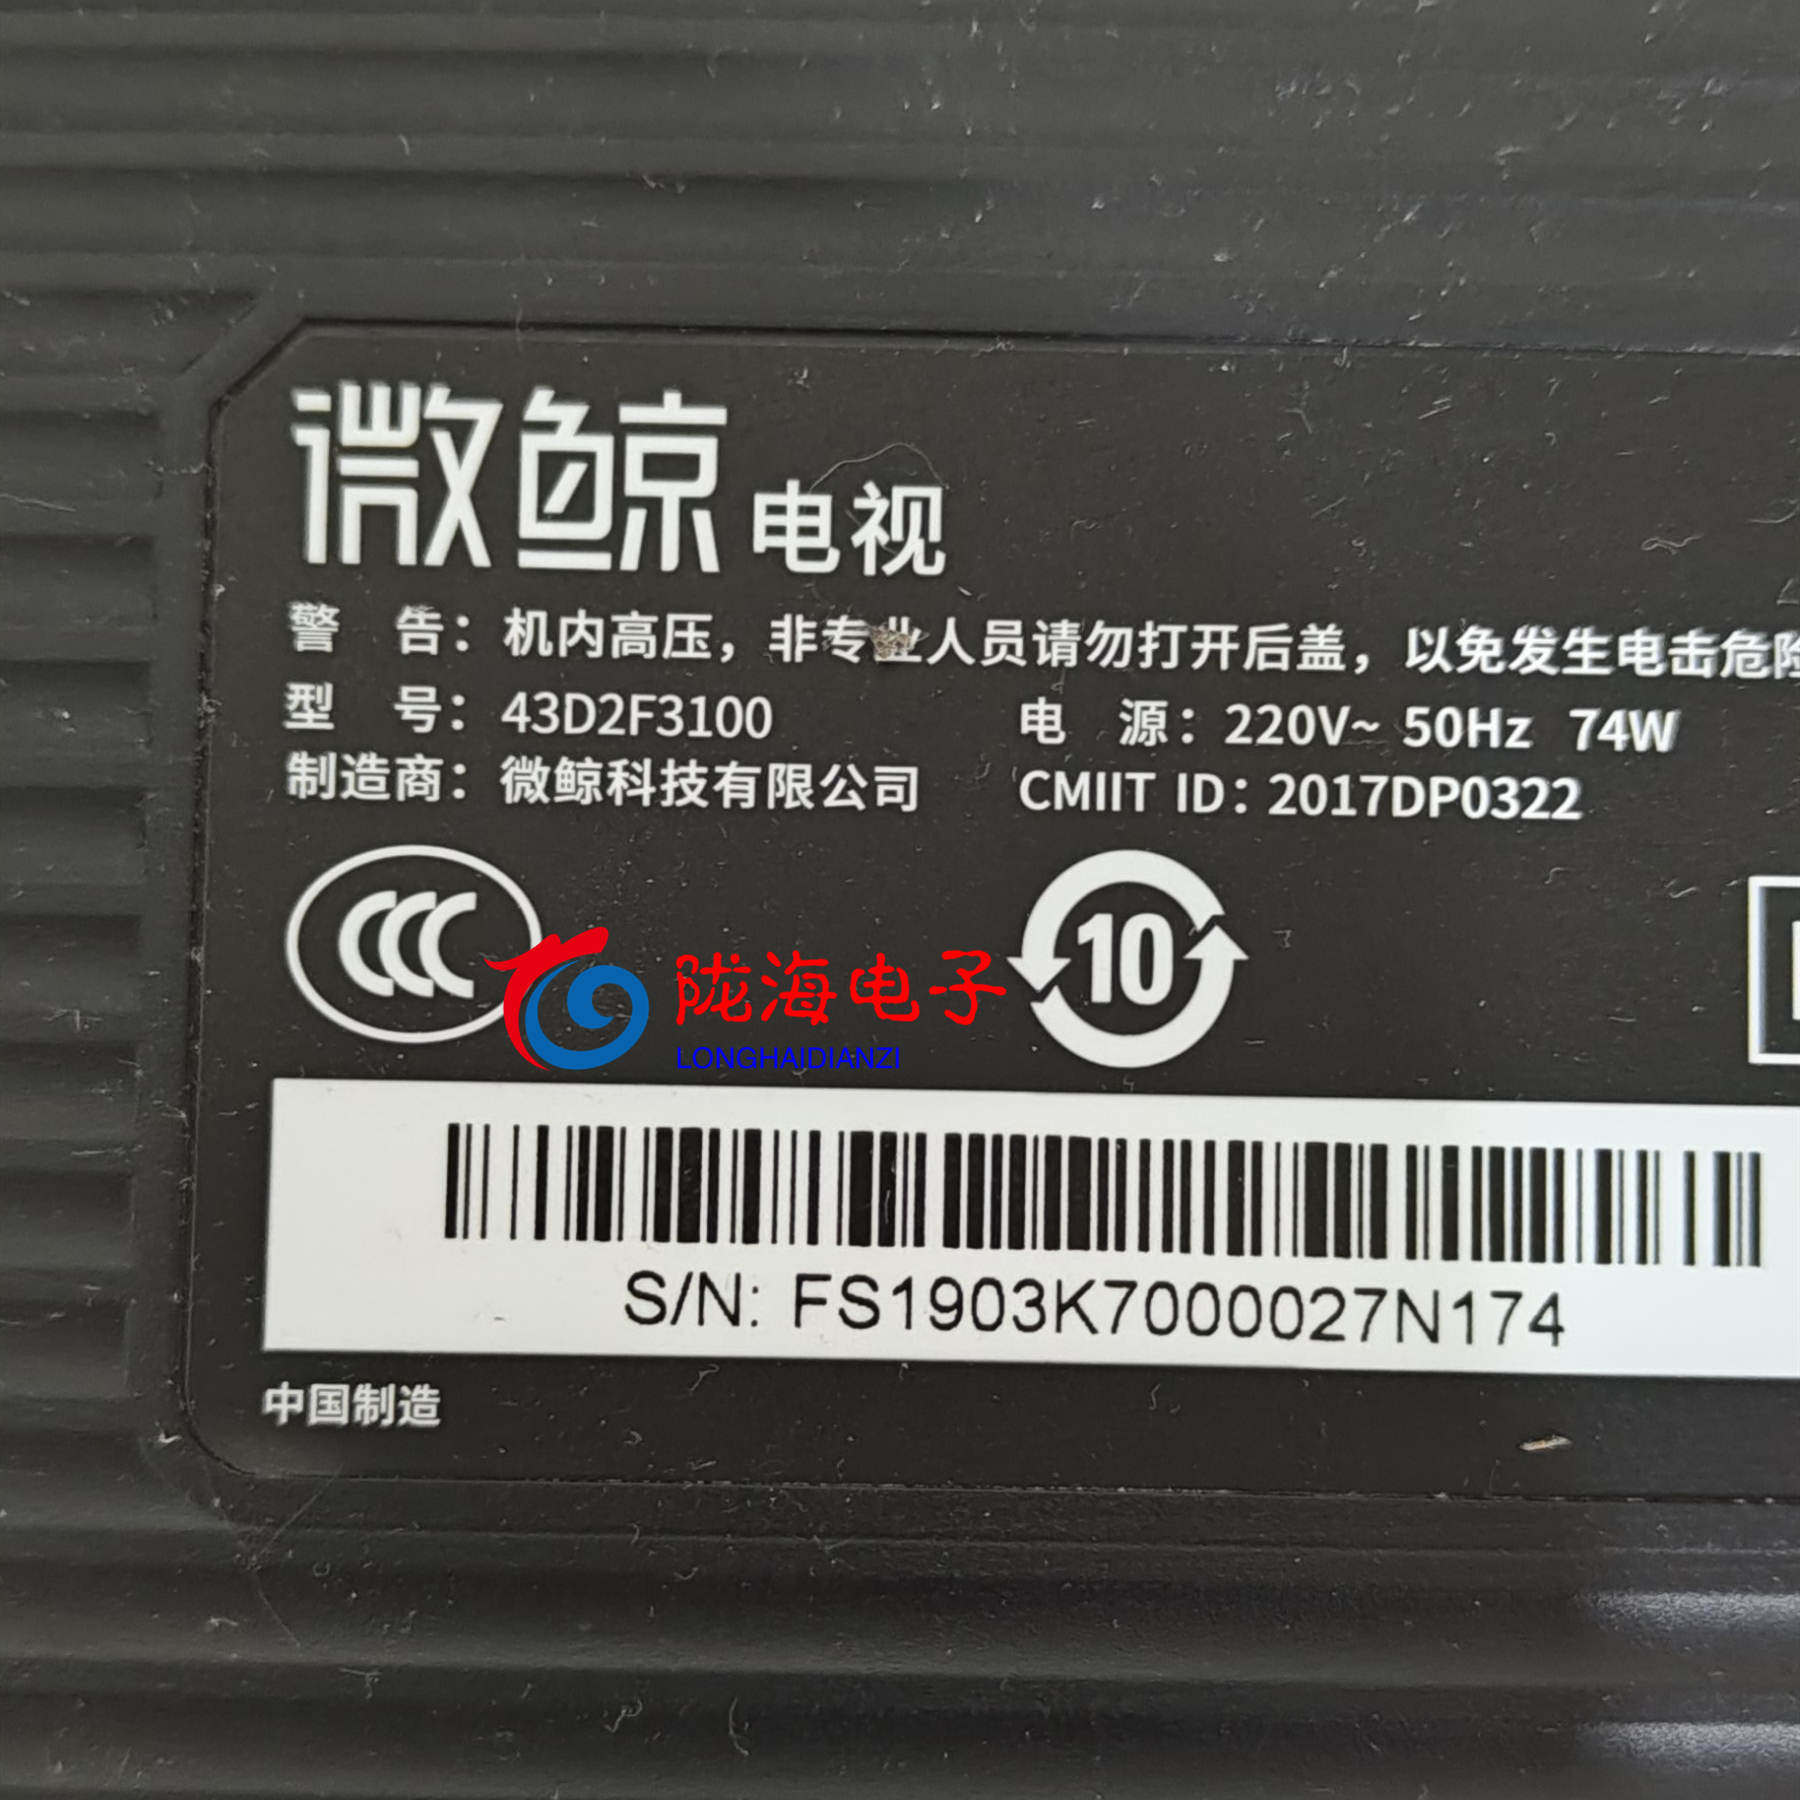 微鲸电视
警 告：机内高压，非专业人员请勿打开后盖，以免发生电击危险
型 号：43D2F3100 电 源：220V~ 50Hz 74W
制造商：微鲸科技有限公司 CMIIT ID：2017DP0322
CCC
10
陇海电子
LONGHAIDIANZI
S/N: FS1903K7000027N174
中国制造